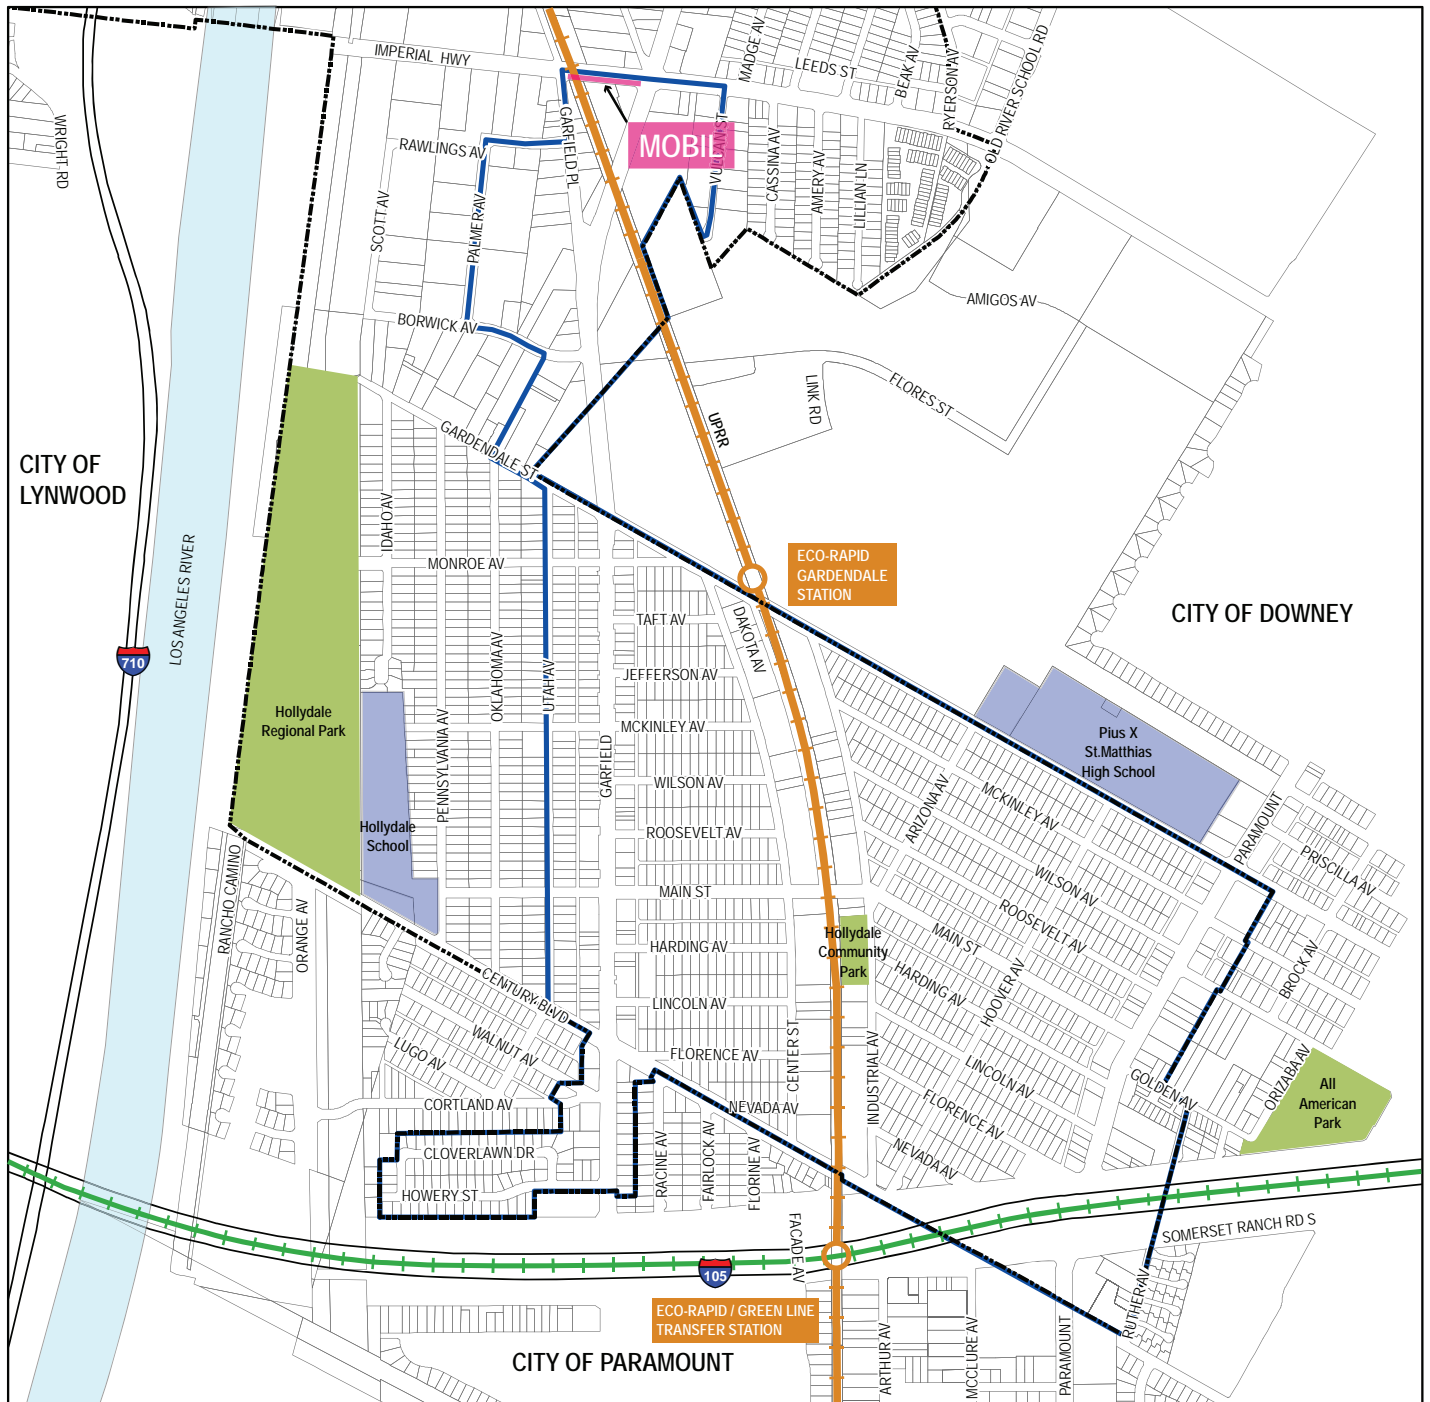 IMPERIAL HWY
MADGE AV
LEEDS ST
BEAK AV
RYERSON AV
OLD RIVER SCHOOL RD
WRIGHT RD
RAWLINGS AV
GARFIELD PL
MOBIL
VULCAN ST
CASSINA AV
AMERY AV
LILLIAN LN
SCOTT AV
PALMER AV
BORWICK AV
AMIGOS AV
LINK RD
FLORES ST
UPRR
GARDENDALE ST
CITY OF
LYNWOOD
LOS ANGELES RIVER
710
IDAHO AV
MONROE AV
ECO-RAPID
GARDENDALE
STATION
CITY OF DOWNEY
TAFT AV
DAKOTA AV
JEFFERSON AV
OKLAHOMA AV
UTAH AV
PENNSYLVANIA AV
MCKINLEY AV
GARFIELD
WILSON AV
ROOSEVELT AV
MAIN ST
HARDING AV
LINCOLN AV
FLORENCE AV
NEVADA AV
Hollydale
Regional Park
Hollydale
School
Pius X
St.Matthias
High School
ARIZONA AV
MCKINLEY AV
WILSON AV
ROOSEVELT AV
MAIN ST
HARDING AV
HOOVER AV
LINCOLN AV
FLORENCE AV
NEVADA AV
PARAMOUNT
PRISCILLA AV
BROCK AV
Hollydale
Community
Park
RANCHO CAMINO
ORANGE AV
CENTURY BLVD
WALNUT AV
LUGO AV
CORTLAND AV
CLOVERLAWN DR
HOWERY ST
RACINE AV
FAIRLOCK AV
FLORINE AV
CENTER ST
INDUSTRIAL AV
GOLDEN AV
ORIZABA AV
All
American
Park
SOMERSET RANCH RD S
FACADE AV
105
ECO-RAPID / GREEN LINE
TRANSFER STATION
CITY OF PARAMOUNT
ARTHUR AV
MCCLURE AV
PARAMOUNT
RUTHER AV